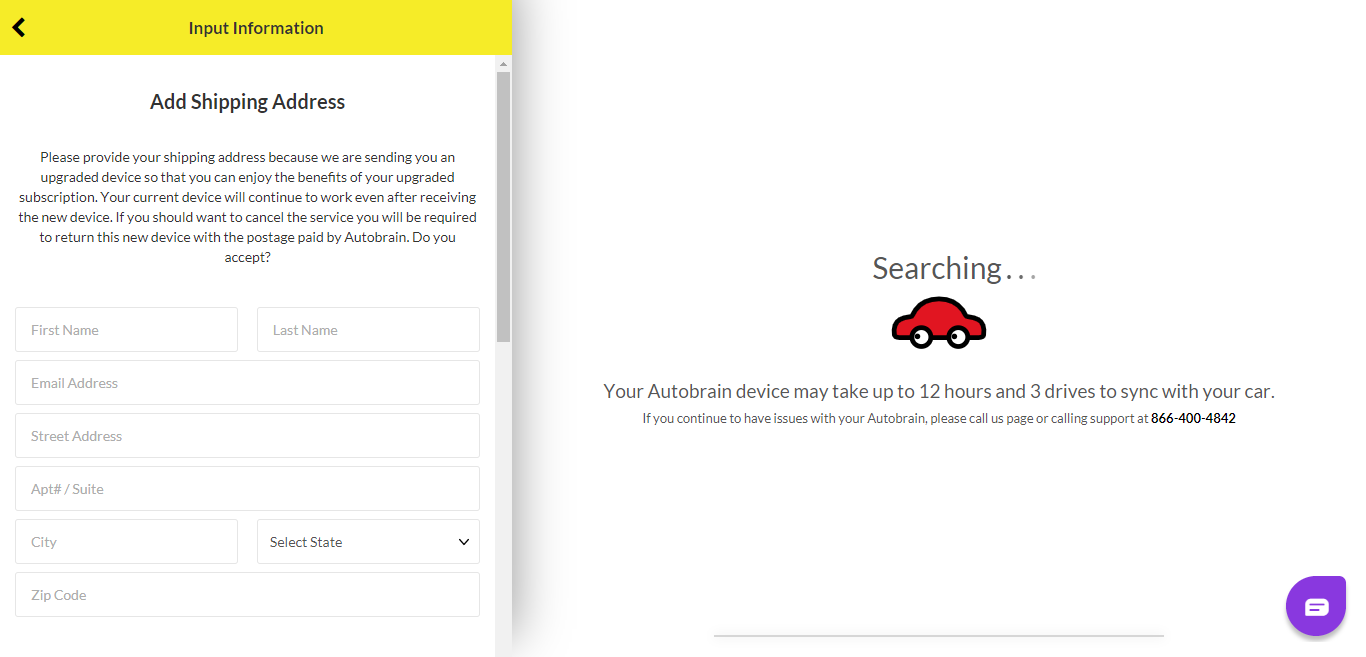 Input Information
Add Shipping Address
Please provide your shipping address because we are sending you an
upgraded device so that you can enjoy the benefits of your upgraded
subscription. Your current device will continue to work even after receiving
the new device. If you should want to cancel the service you will be required
to return this new device with the postage paid by Autobrain. Do you
accept?
First Name
Last Name
Email Address
Street Address
Apt# / Suite
City
Select State
Zip Code
Searching . . .
Your Autobrain device may take up to 12 hours and 3 drives to sync with your car.
If you continue to have issues with your Autobrain, please call us page or calling support at 866-400-4842